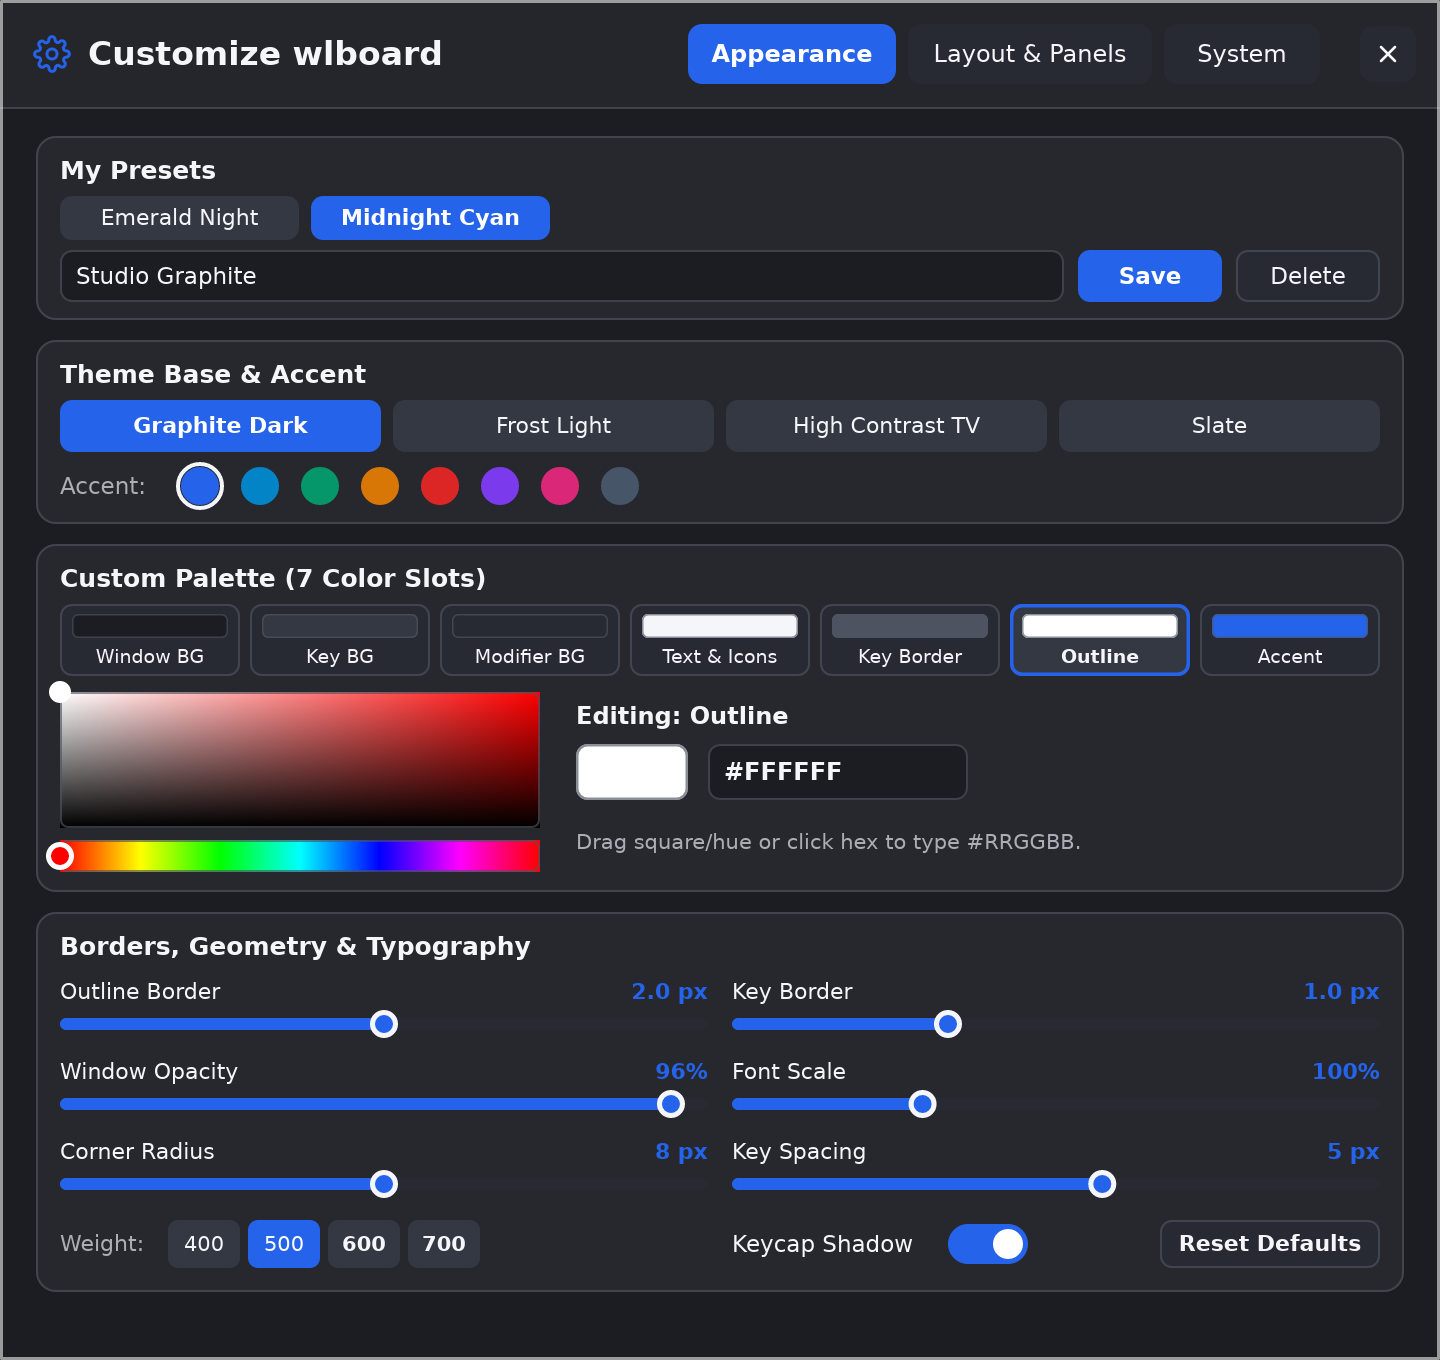 Customize wlboard
Appearance
Layout & Panels
System
My Presets
Emerald Night
Midnight Cyan
Studio Graphite
Save
Delete
Theme Base & Accent
Graphite Dark
Frost Light
High Contrast TV
Slate
Accent:
Custom Palette (7 Color Slots)
Window BG
Key BG
Modifier BG
Text & Icons
Key Border
Outline
Accent
Editing: Outline
#FFFFFF
Drag square/hue or click hex to type #RRGGBB.
Borders, Geometry & Typography
Outline Border
2.0 px
Key Border
1.0 px
Window Opacity
96%
Font Scale
100%
Corner Radius
8 px
Key Spacing
5 px
Weight:
400
500
600
700
Keycap Shadow
Reset Defaults